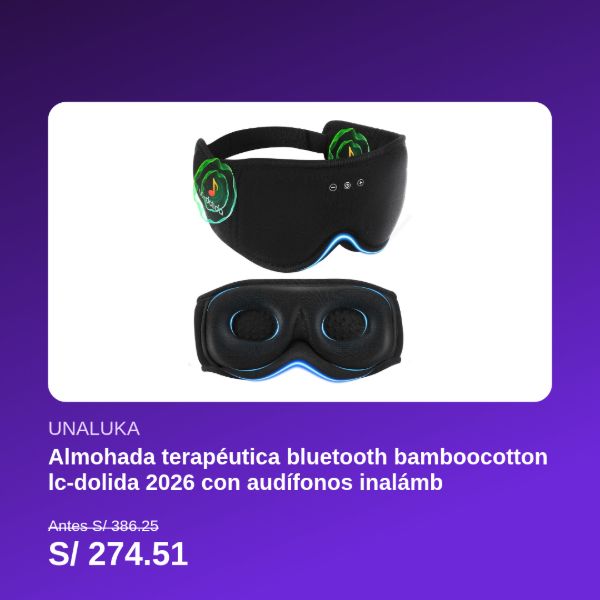 UNALUKA
Almohada terapéutica bluetooth bamboocotton
lc-dolida 2026 con audífonos inalámb
Antes S/ 386.25
S/ 274.51